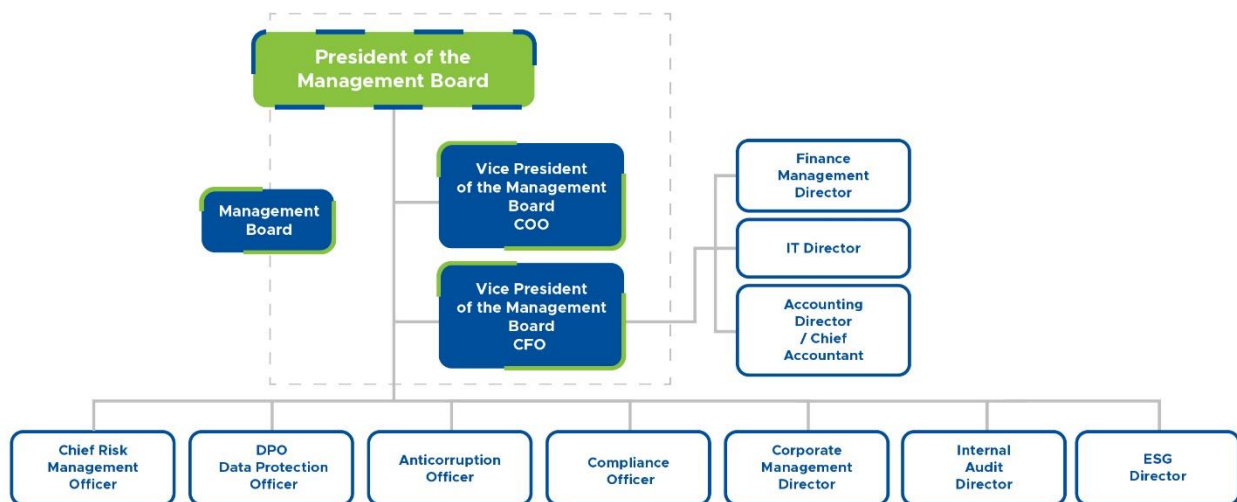 President of the
Management Board
Management
Board
Vice President
of the Management
Board
COO
Vice President
of the Management
Board
CFO
Finance
Management
Director
IT Director
Accounting
Director
/ Chief
Accountant
Chief Risk
Management
Officer
DPO
Data Protection
Officer
Anticorruption
Officer
Compliance
Officer
Corporate
Management
Director
Internal
Audit
Director
ESG
Director